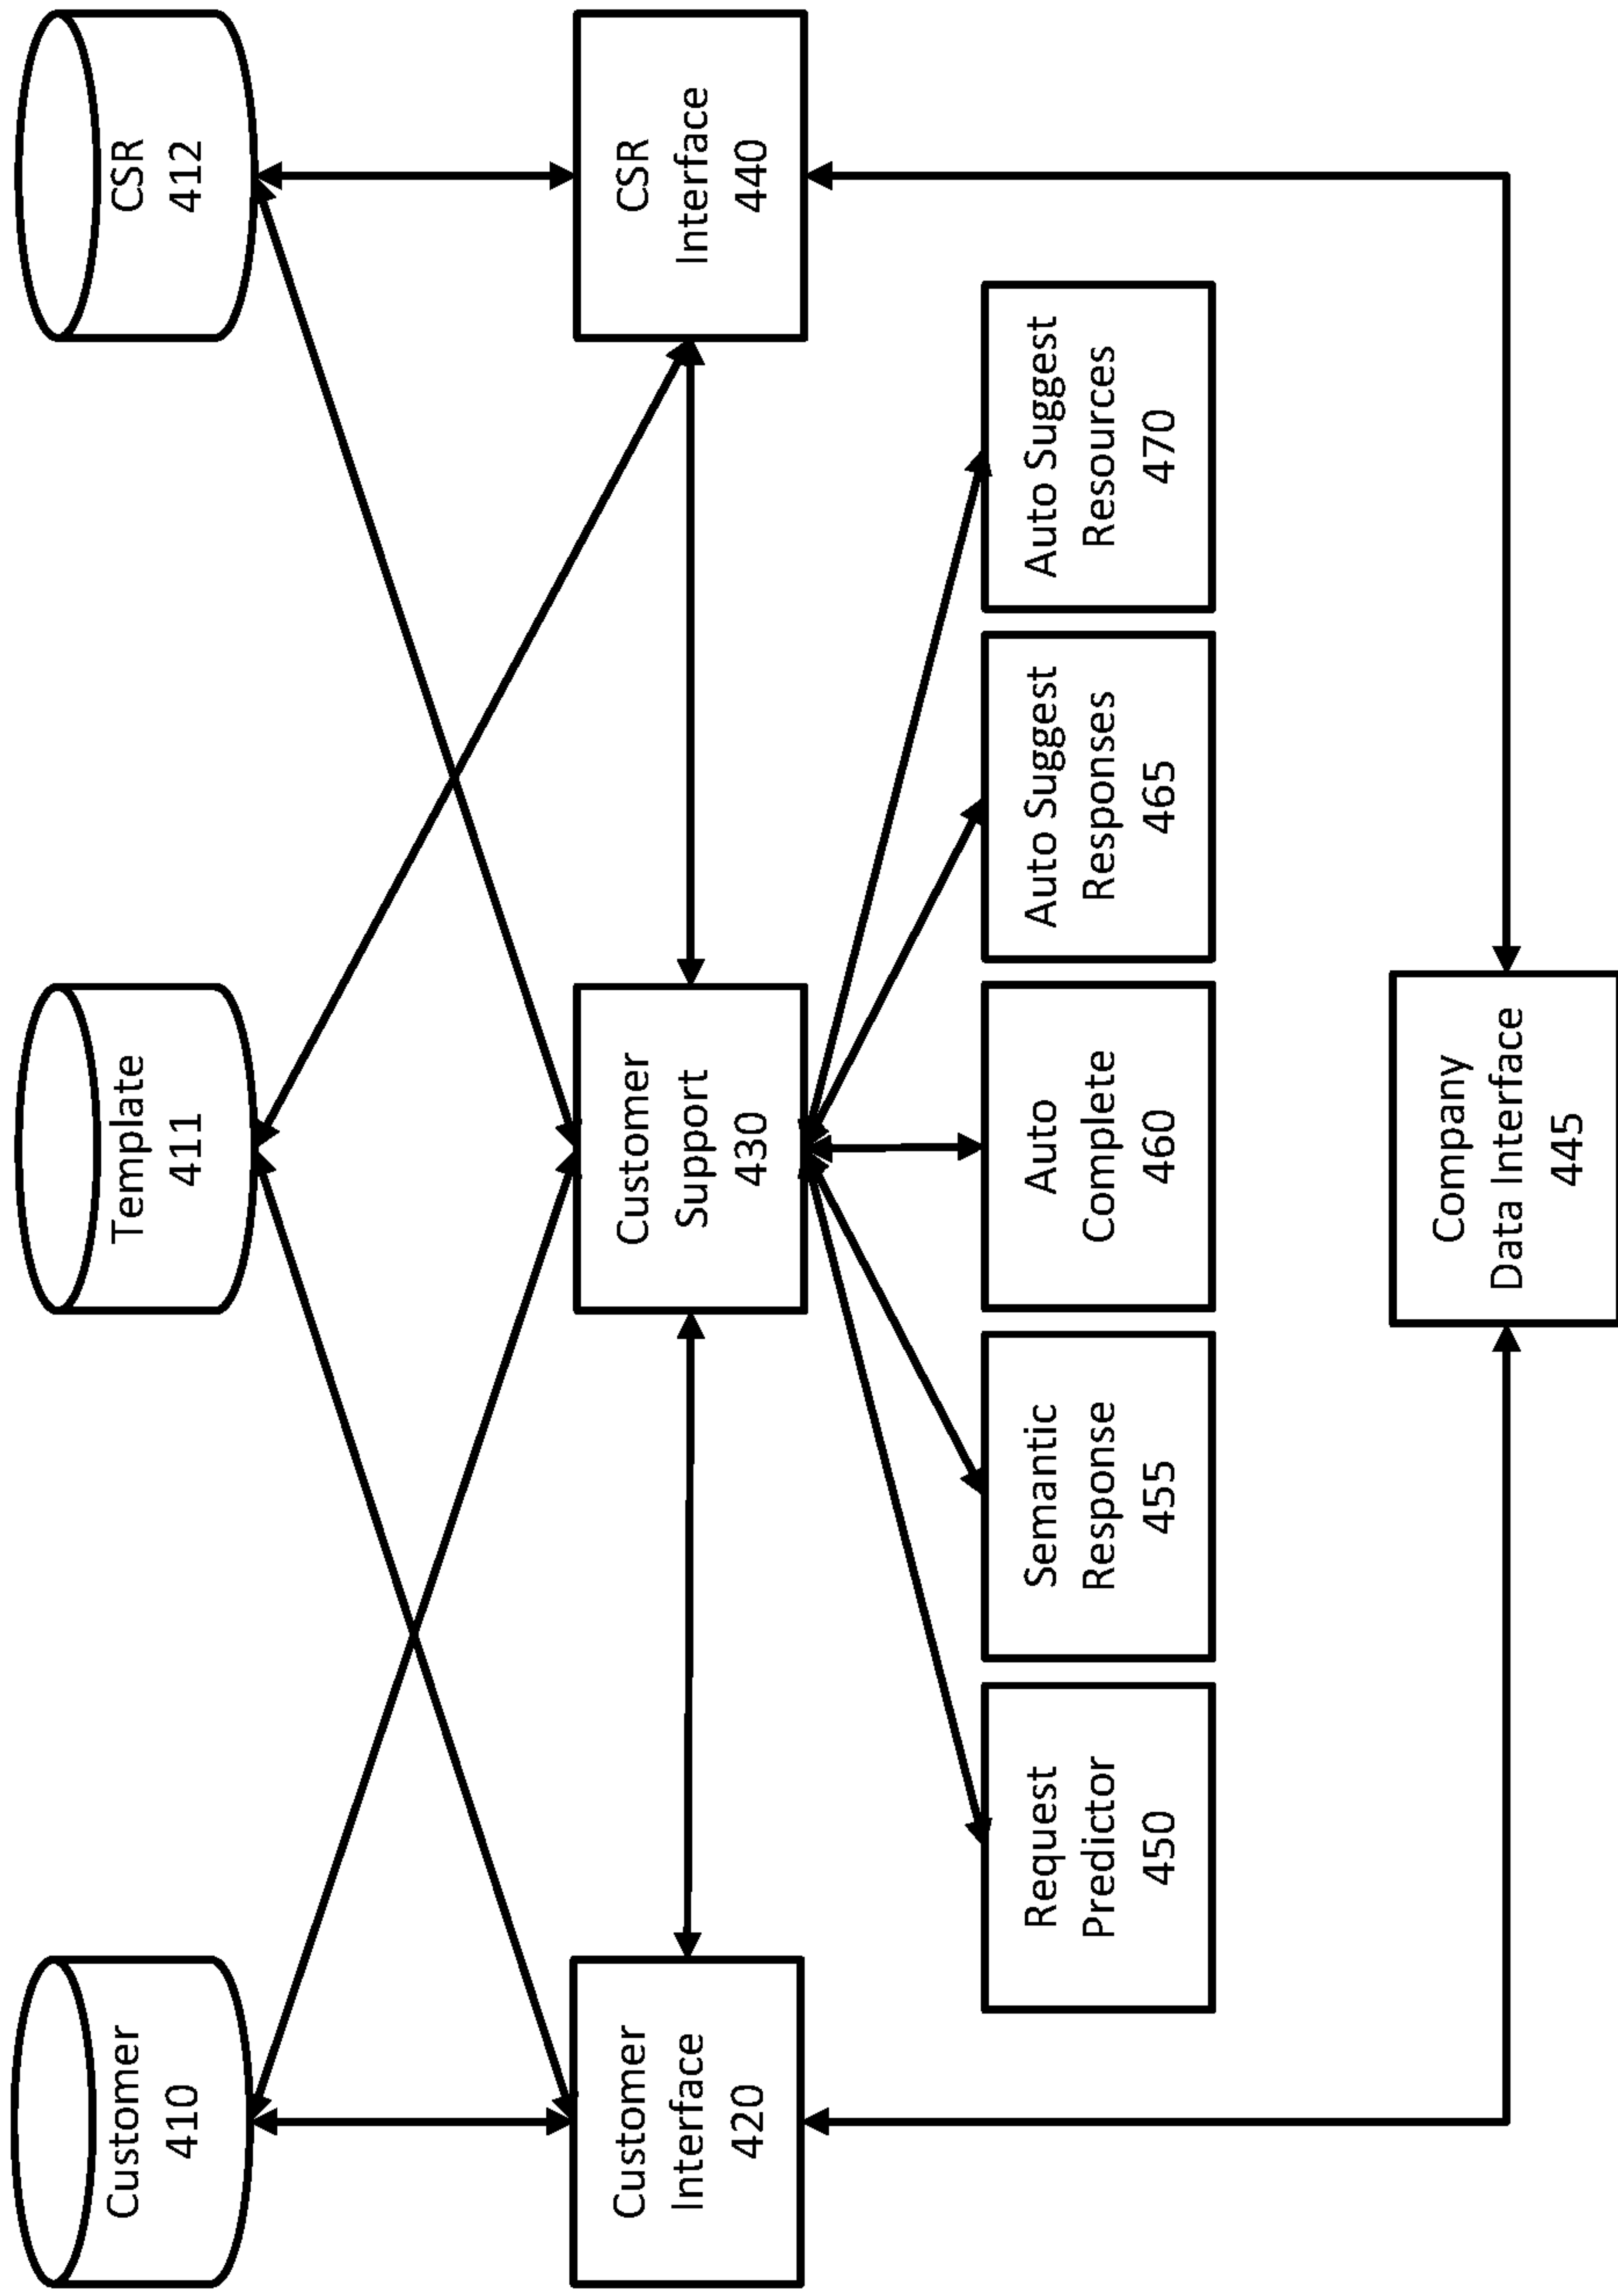 Customer
410
Template
411
CSR
412
Customer
Interface
420
Customer
Support
430
CSR
Interface
440
Request
Predictor
450
Semantic
Response
455
Auto
Complete
460
Auto Suggest
Responses
465
Auto Suggest
Resources
470
Company
Data Interface
445